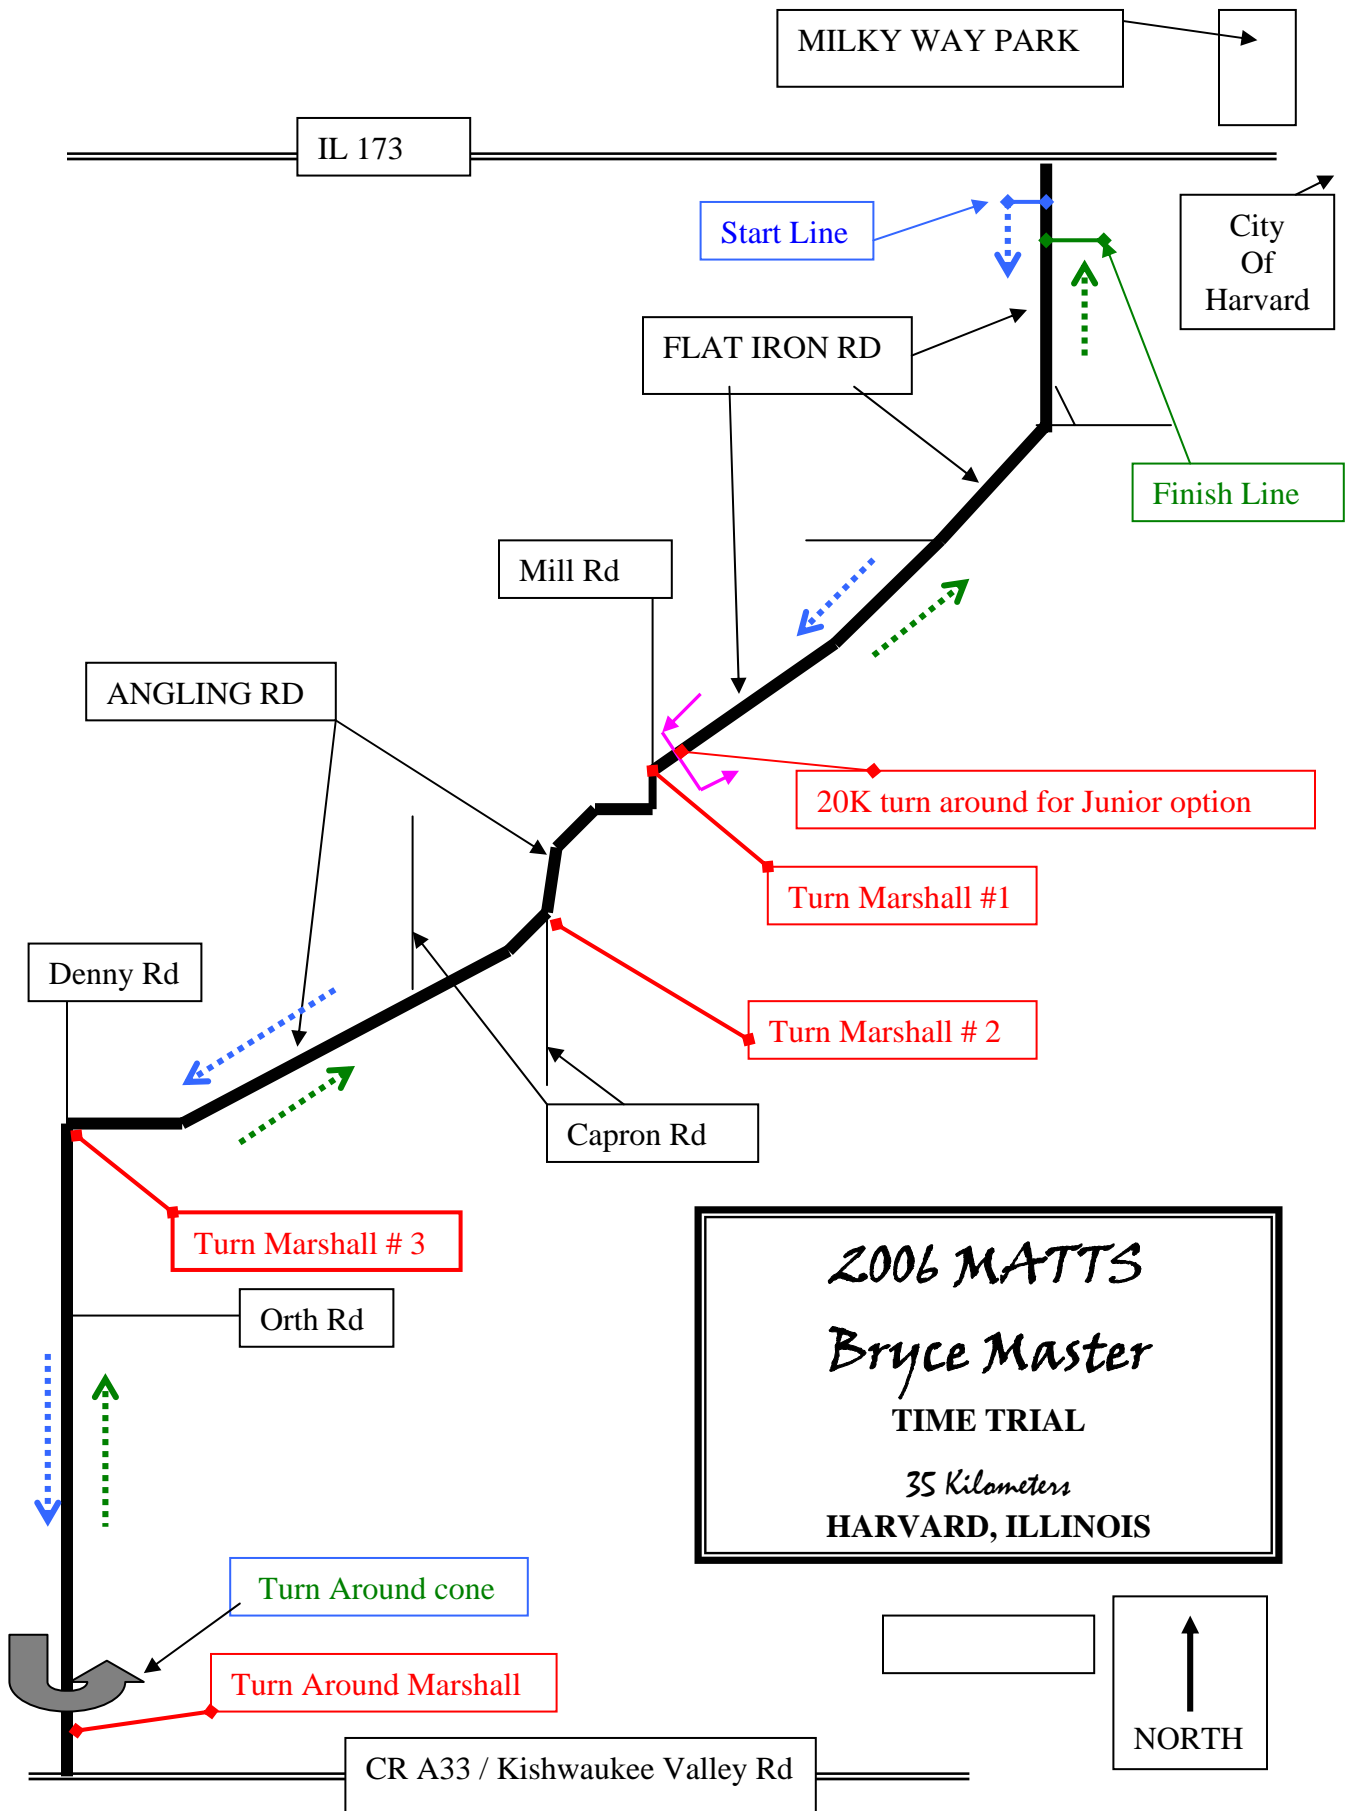 MILKY WAY PARK
IL 173
Start Line
City
Of
Harvard
FLAT IRON RD
Finish Line
Mill Rd
ANGLING RD
20K turn around for Junior option
Turn Marshall #1
Denny Rd
Turn Marshall # 2
Capron Rd
Turn Marshall # 3
Orth Rd
2006 MATTS
Bryce Master
TIME TRIAL
35 Kilometers
HARVARD, ILLINOIS
Turn Around cone
Turn Around Marshall
NORTH
CR A33 / Kishwaukee Valley Rd